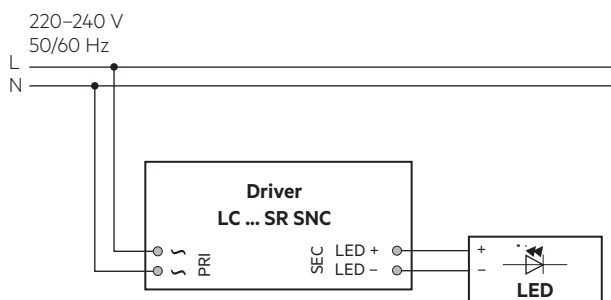 220–240 V
50/60 Hz
L
N
Driver
LC ... SR SNC
~ PRI SEC LED + +
~ LED – –
LED